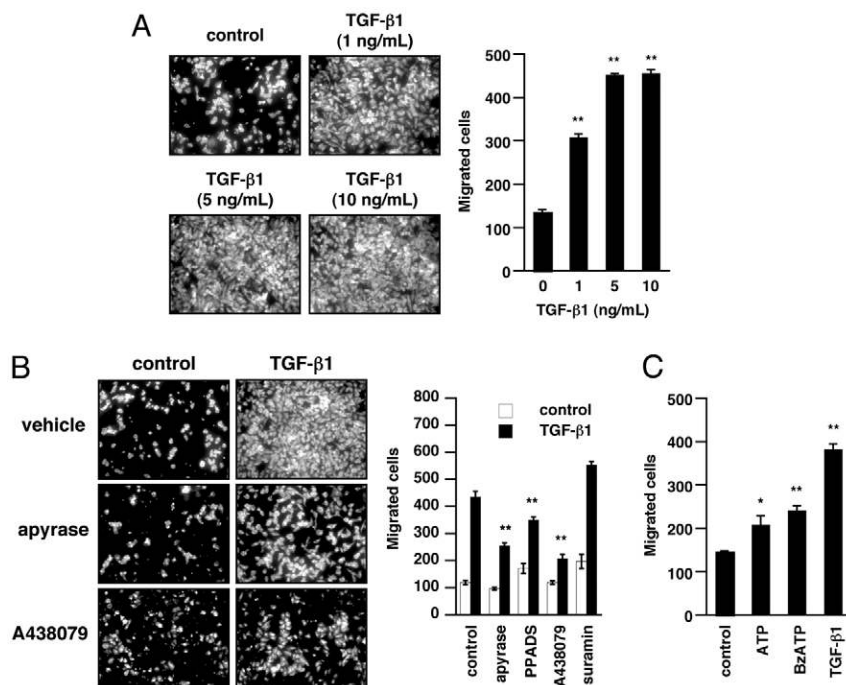 A
control
TGF-β1
(1 ng/mL)
TGF-β1
(5 ng/mL)
TGF-β1
(10 ng/mL)
Migrated cells
500
400
300
200
100
0
**
**
**
0 1 5 10
TGF-β1 (ng/mL)
B
control TGF-β1
vehicle
apyrase
A438079
Migrated cells
800
700
600
500
400
300
200
100
0
control
TGF-β1
**
**
**
control
apyrase
PPADS
A438079
suramin
C
Migrated cells
500
400
300
200
100
0
*
**
**
control
ATP
BzATP
TGF-β1